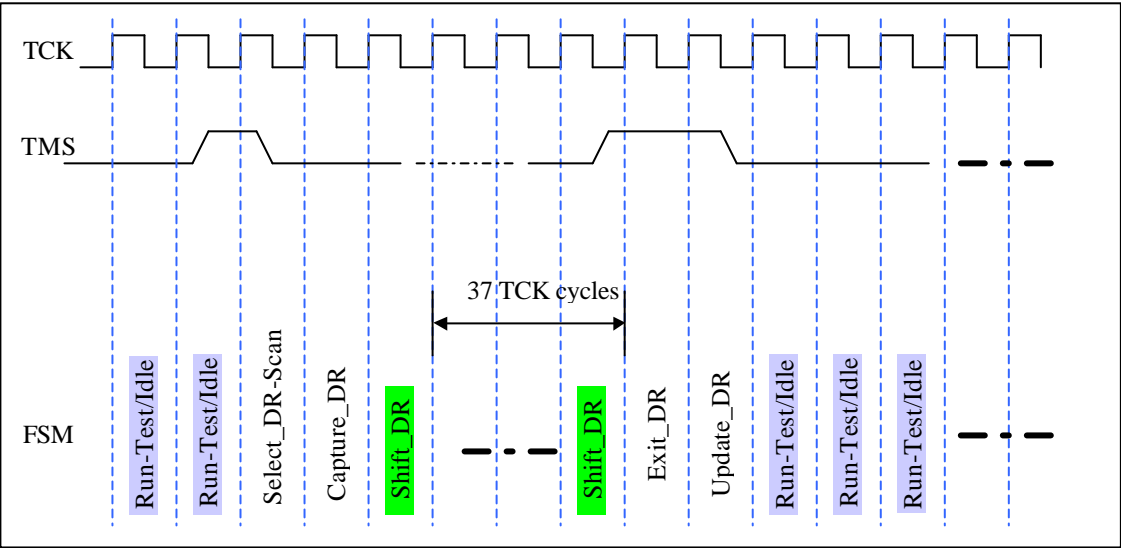 TCK
TMS
37 TCK cycles
FSM
Run-Test/Idle
Run-Test/Idle
Select_DR-Scan
Capture_DR
Shift_DR
Shift_DR
Exit_DR
Update_DR
Run-Test/Idle
Run-Test/Idle
Run-Test/Idle